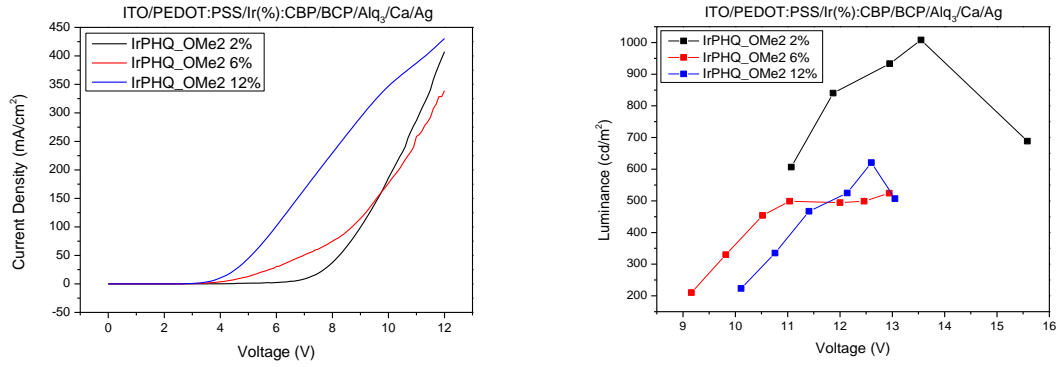 ITO/PEDOT:PSS/Ir(%):CBP/BCP/Alq3/Ca/Ag
IrPHQ_OMe2 2%
IrPHQ_OMe2 6%
IrPHQ_OMe2 12%
Current Density (mA/cm²)
450
400
350
300
250
200
150
100
50
0
-50
0 2 4 6 8 10 12
Voltage (V)
ITO/PEDOT:PSS/Ir(%):CBP/BCP/Alq3/Ca/Ag
IrPHQ_OMe2 2%
IrPHQ_OMe2 6%
IrPHQ_OMe2 12%
Luminance (cd/m²)
1000
900
800
700
600
500
400
300
200
9 10 11 12 13 14 15 16
Voltage (V)